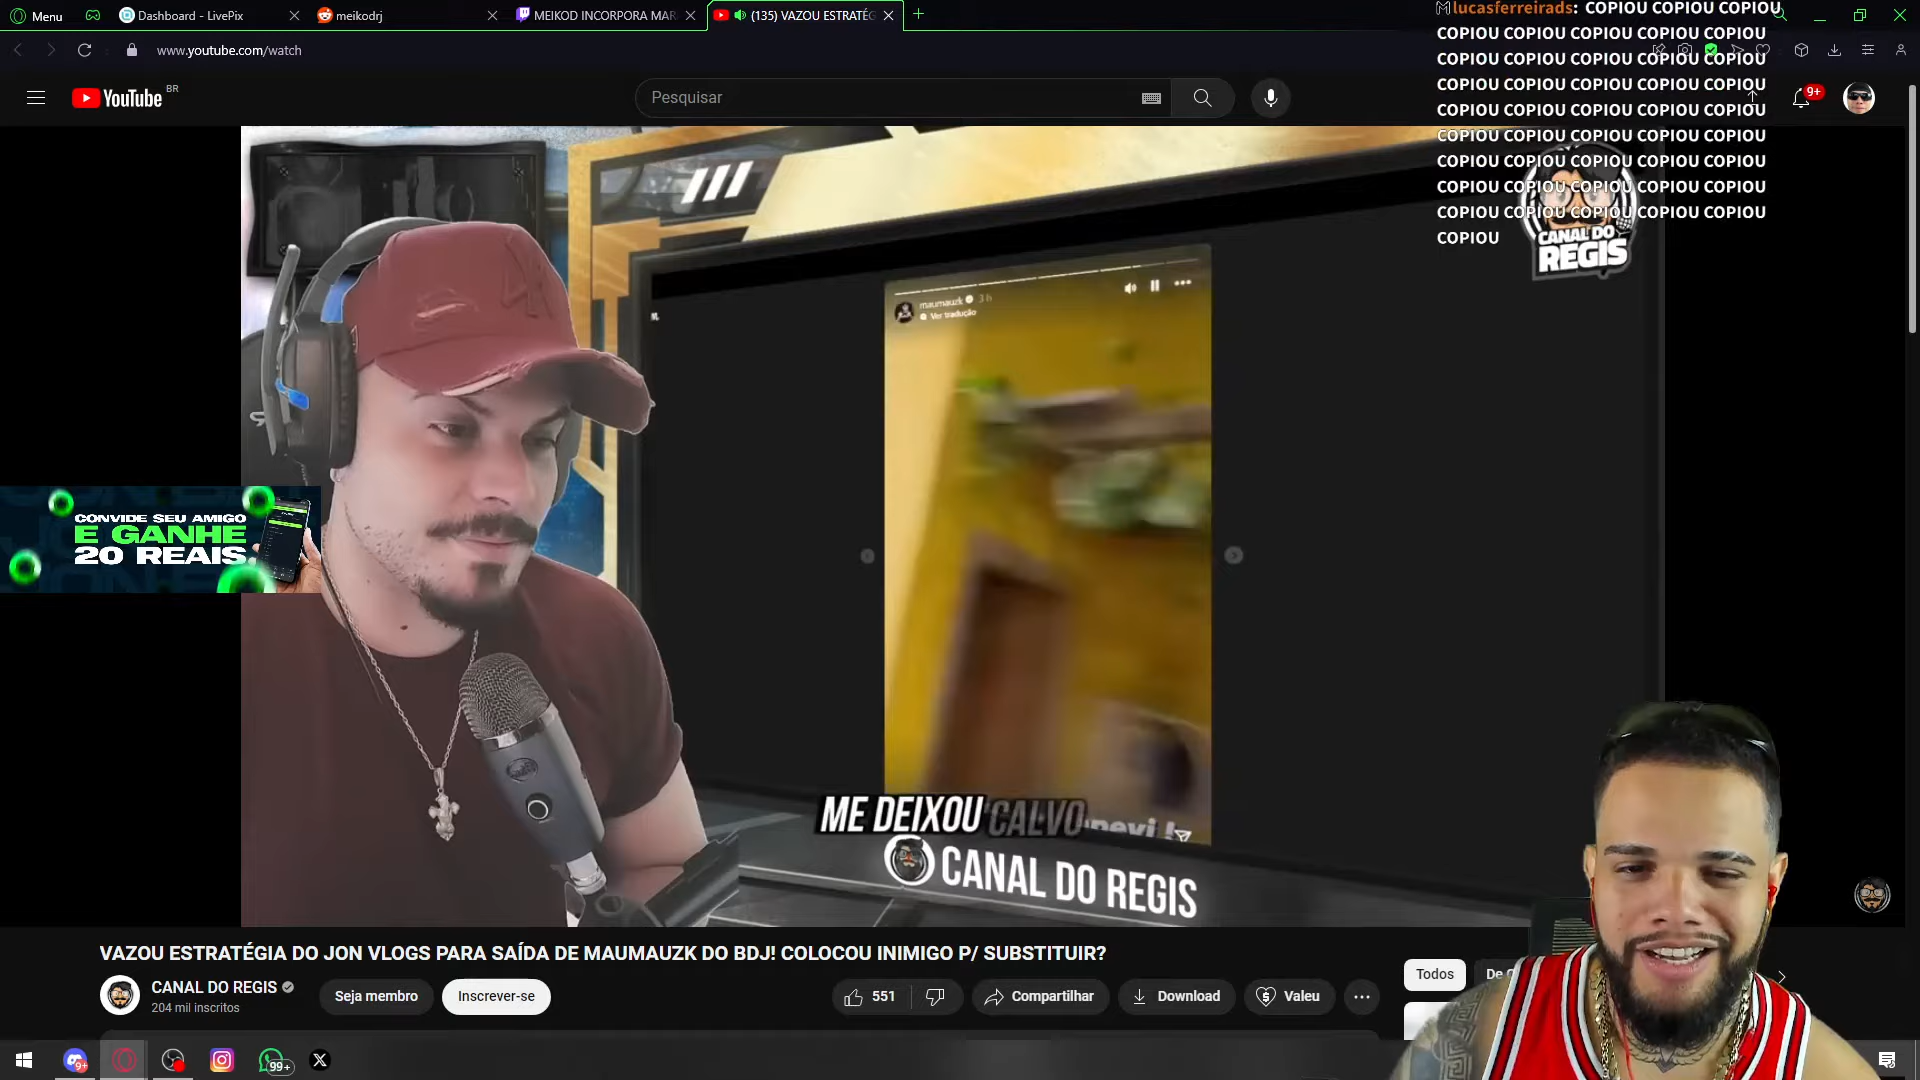 Menu
Dashboard - LivePix
meikodrj
MEIKOD INCORPORA MAR
(135) VAZOU ESTRATÉG
www.youtube.com/watch
YouTube
BR
Pesquisar
9+
lucasferreirads: COPIOU COPIOU COPIOU
COPIOU COPIOU COPIOU COPIOU COPIOU
COPIOU COPIOU COPIOU COPIOU COPIOU
COPIOU COPIOU COPIOU COPIOU COPIOU
COPIOU COPIOU COPIOU COPIOU COPIOU
COPIOU COPIOU COPIOU COPIOU COPIOU
COPIOU COPIOU COPIOU COPIOU COPIOU
COPIOU COPIOU COPIOU COPIOU COPIOU
COPIOU COPIOU COPIOU COPIOU COPIOU
COPIOU
CANAL DO
REGIS
maumauzk 3 h
Ver tradução
CONVIDE SEU AMIGO
E GANHE
20 REAIS
ME DEIXOU CALVO
CANAL DO REGIS
VAZOU ESTRATÉGIA DO JON VLOGS PARA SAÍDA DE MAUMAUZK DO BDJ! COLOCOU INIMIGO P/ SUBSTITUIR?
CANAL DO REGIS
204 mil inscritos
Seja membro
Inscrever-se
551
Compartilhar
Download
Valeu
Todos
9+
99+